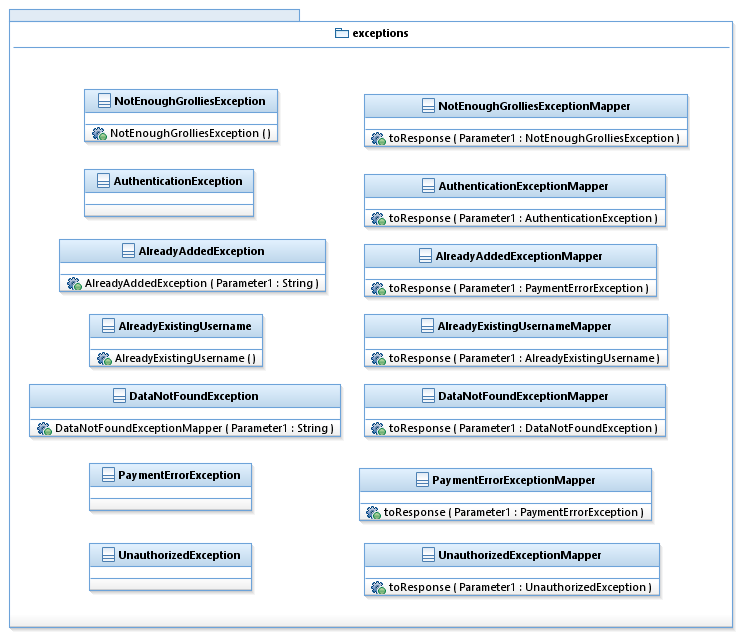 exceptions
NotEnoughGrolliesException
NotEnoughGrolliesException ( )
NotEnoughGrolliesExceptionMapper
toResponse ( Parameter1 : NotEnoughGrolliesException )
AuthenticationException
AuthenticationExceptionMapper
toResponse ( Parameter1 : AuthenticationException )
AlreadyAddedException
AlreadyAddedException ( Parameter1 : String )
AlreadyAddedExceptionMapper
toResponse ( Parameter1 : PaymentErrorException )
AlreadyExistingUsername
AlreadyExistingUsername ( )
AlreadyExistingUsernameMapper
toResponse ( Parameter1 : AlreadyExistingUsername )
DataNotFoundException
DataNotFoundExceptionMapper ( Parameter1 : String )
DataNotFoundExceptionMapper
toResponse ( Parameter1 : DataNotFoundException )
PaymentErrorException
PaymentErrorExceptionMapper
toResponse ( Parameter1 : PaymentErrorException )
UnauthorizedException
UnauthorizedExceptionMapper
toResponse ( Parameter1 : UnauthorizedException )